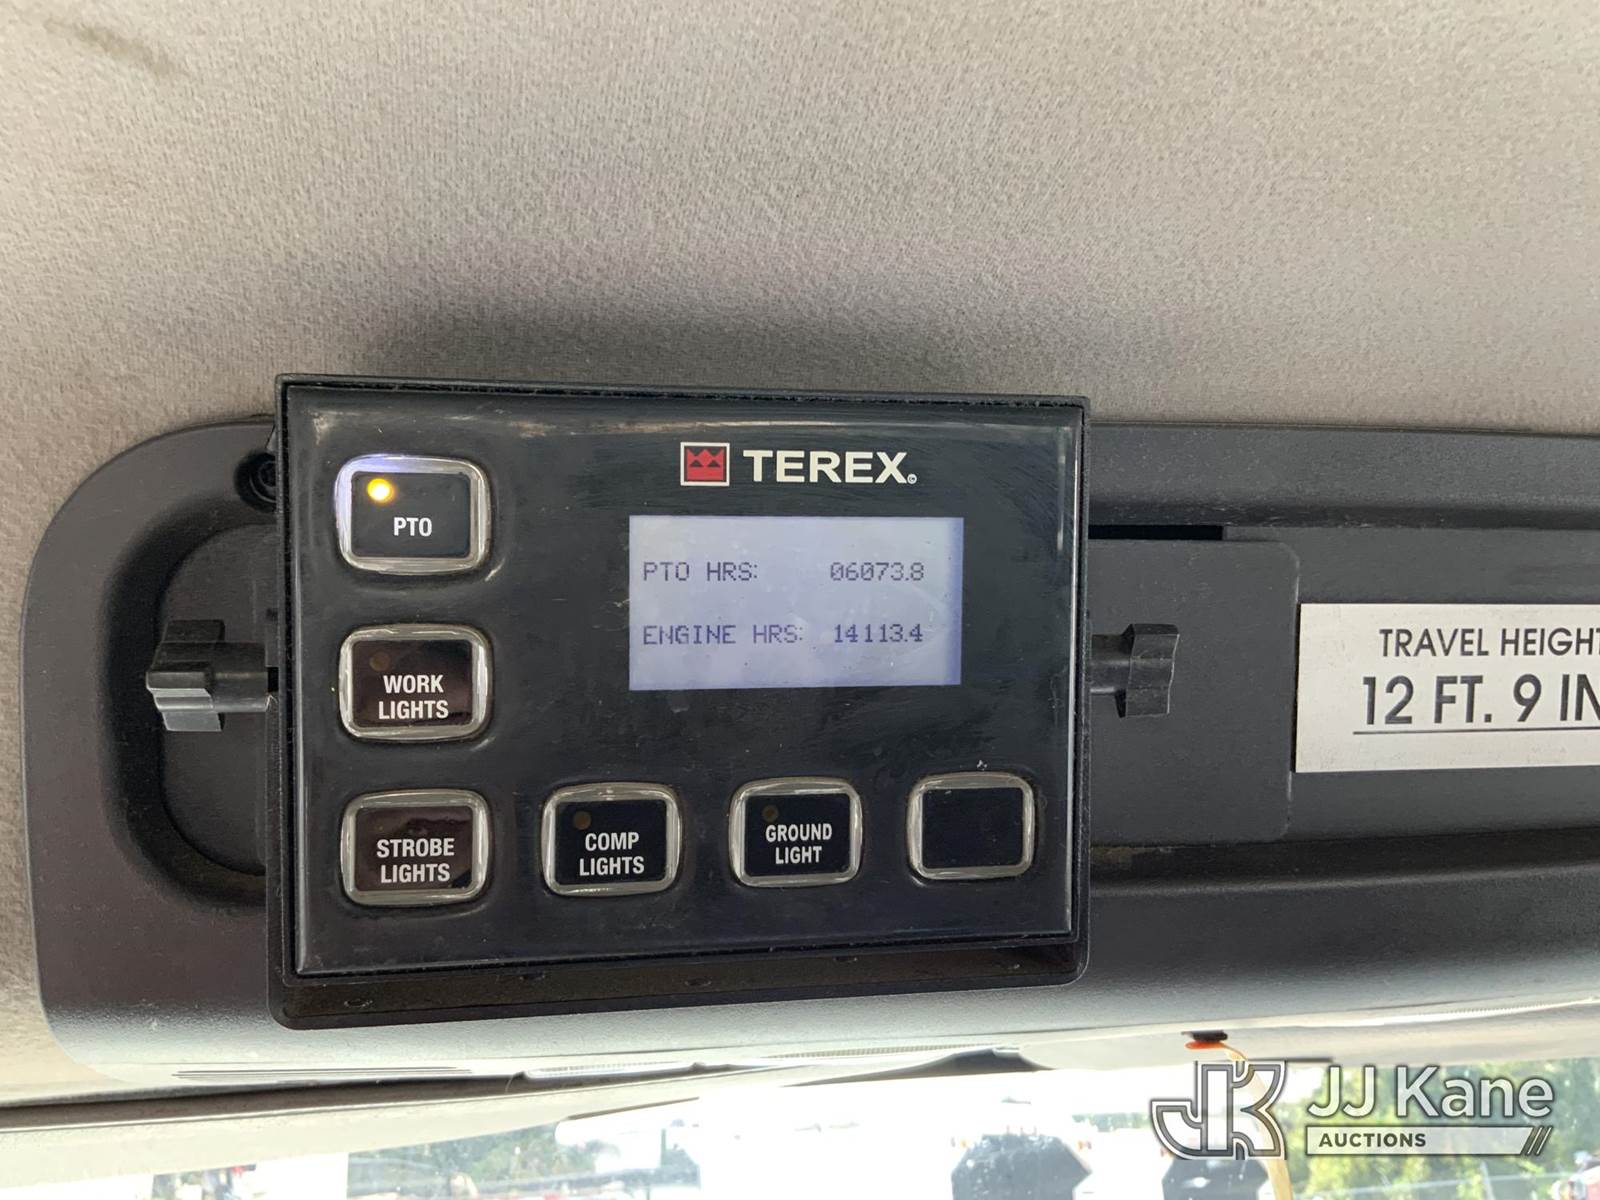 TEREX
PTO
PTO HRS: 06073.8
ENGINE HRS: 14113.4
WORK
LIGHTS
STROBE
LIGHTS
COMP
LIGHTS
GROUND
LIGHT
TRAVEL HEIGHT
12 FT. 9 IN
JK
JJ Kane
AUCTIONS